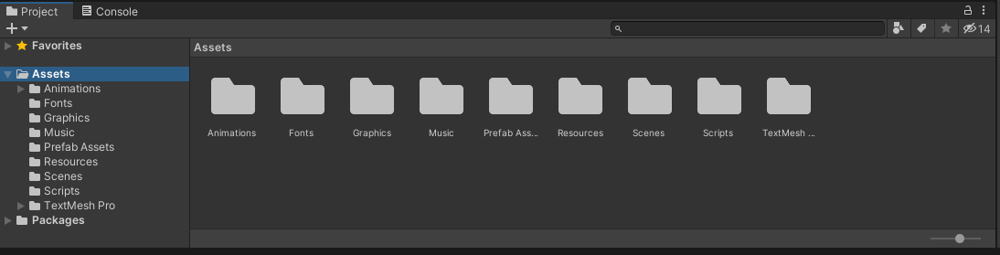 Project Console
14
Favorites
Assets
Animations
Fonts
Graphics
Music
Prefab Assets
Resources
Scenes
Scripts
TextMesh Pro
Packages
Assets
Animations Fonts Graphics Music Prefab Ass... Resources Scenes Scripts TextMesh ...